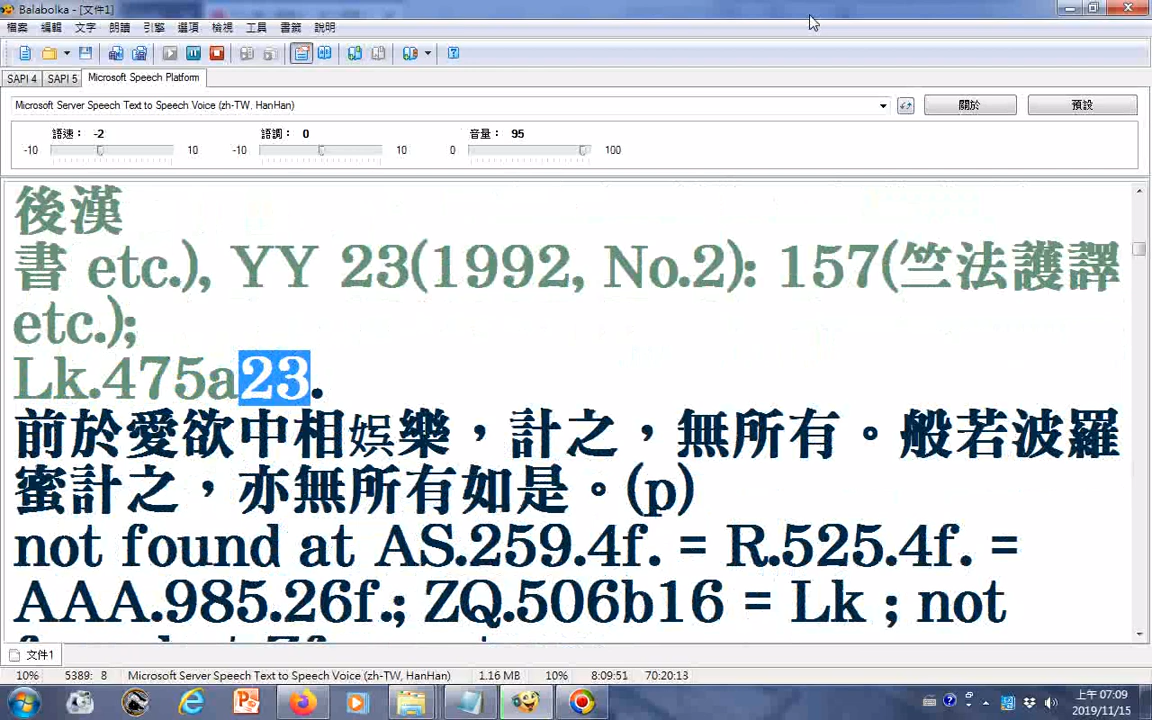 Balabolka - [文件1]
檔案 編輯 文字 朗讀 引擎 選項 檢視 工具 書籤 說明
SAPI 4 SAPI 5 Microsoft Speech Platform
Microsoft Server Speech Text to Speech Voice (zh-TW, HanHan) 關於 預設
語速： -2 語調： 0 音量： 95
-10 10 -10 10 0 100
後漢
書 etc.), YY 23(1992, No.2): 157(竺法護譯
etc.);
Lk.475a23.
前於愛欲中相娛樂，計之，無所有。般若波羅
蜜計之，亦無所有如是。(p)
not found at AS.259.4f. = R.525.4f. =
AAA.985.26f.; ZQ.506b16 = Lk ; not
文件1
10% 5389: 8 Microsoft Server Speech Text to Speech Voice (zh-TW, HanHan) 1.16 MB 10% 8:09:51 70:20:13
上午 07:09
2019/11/15